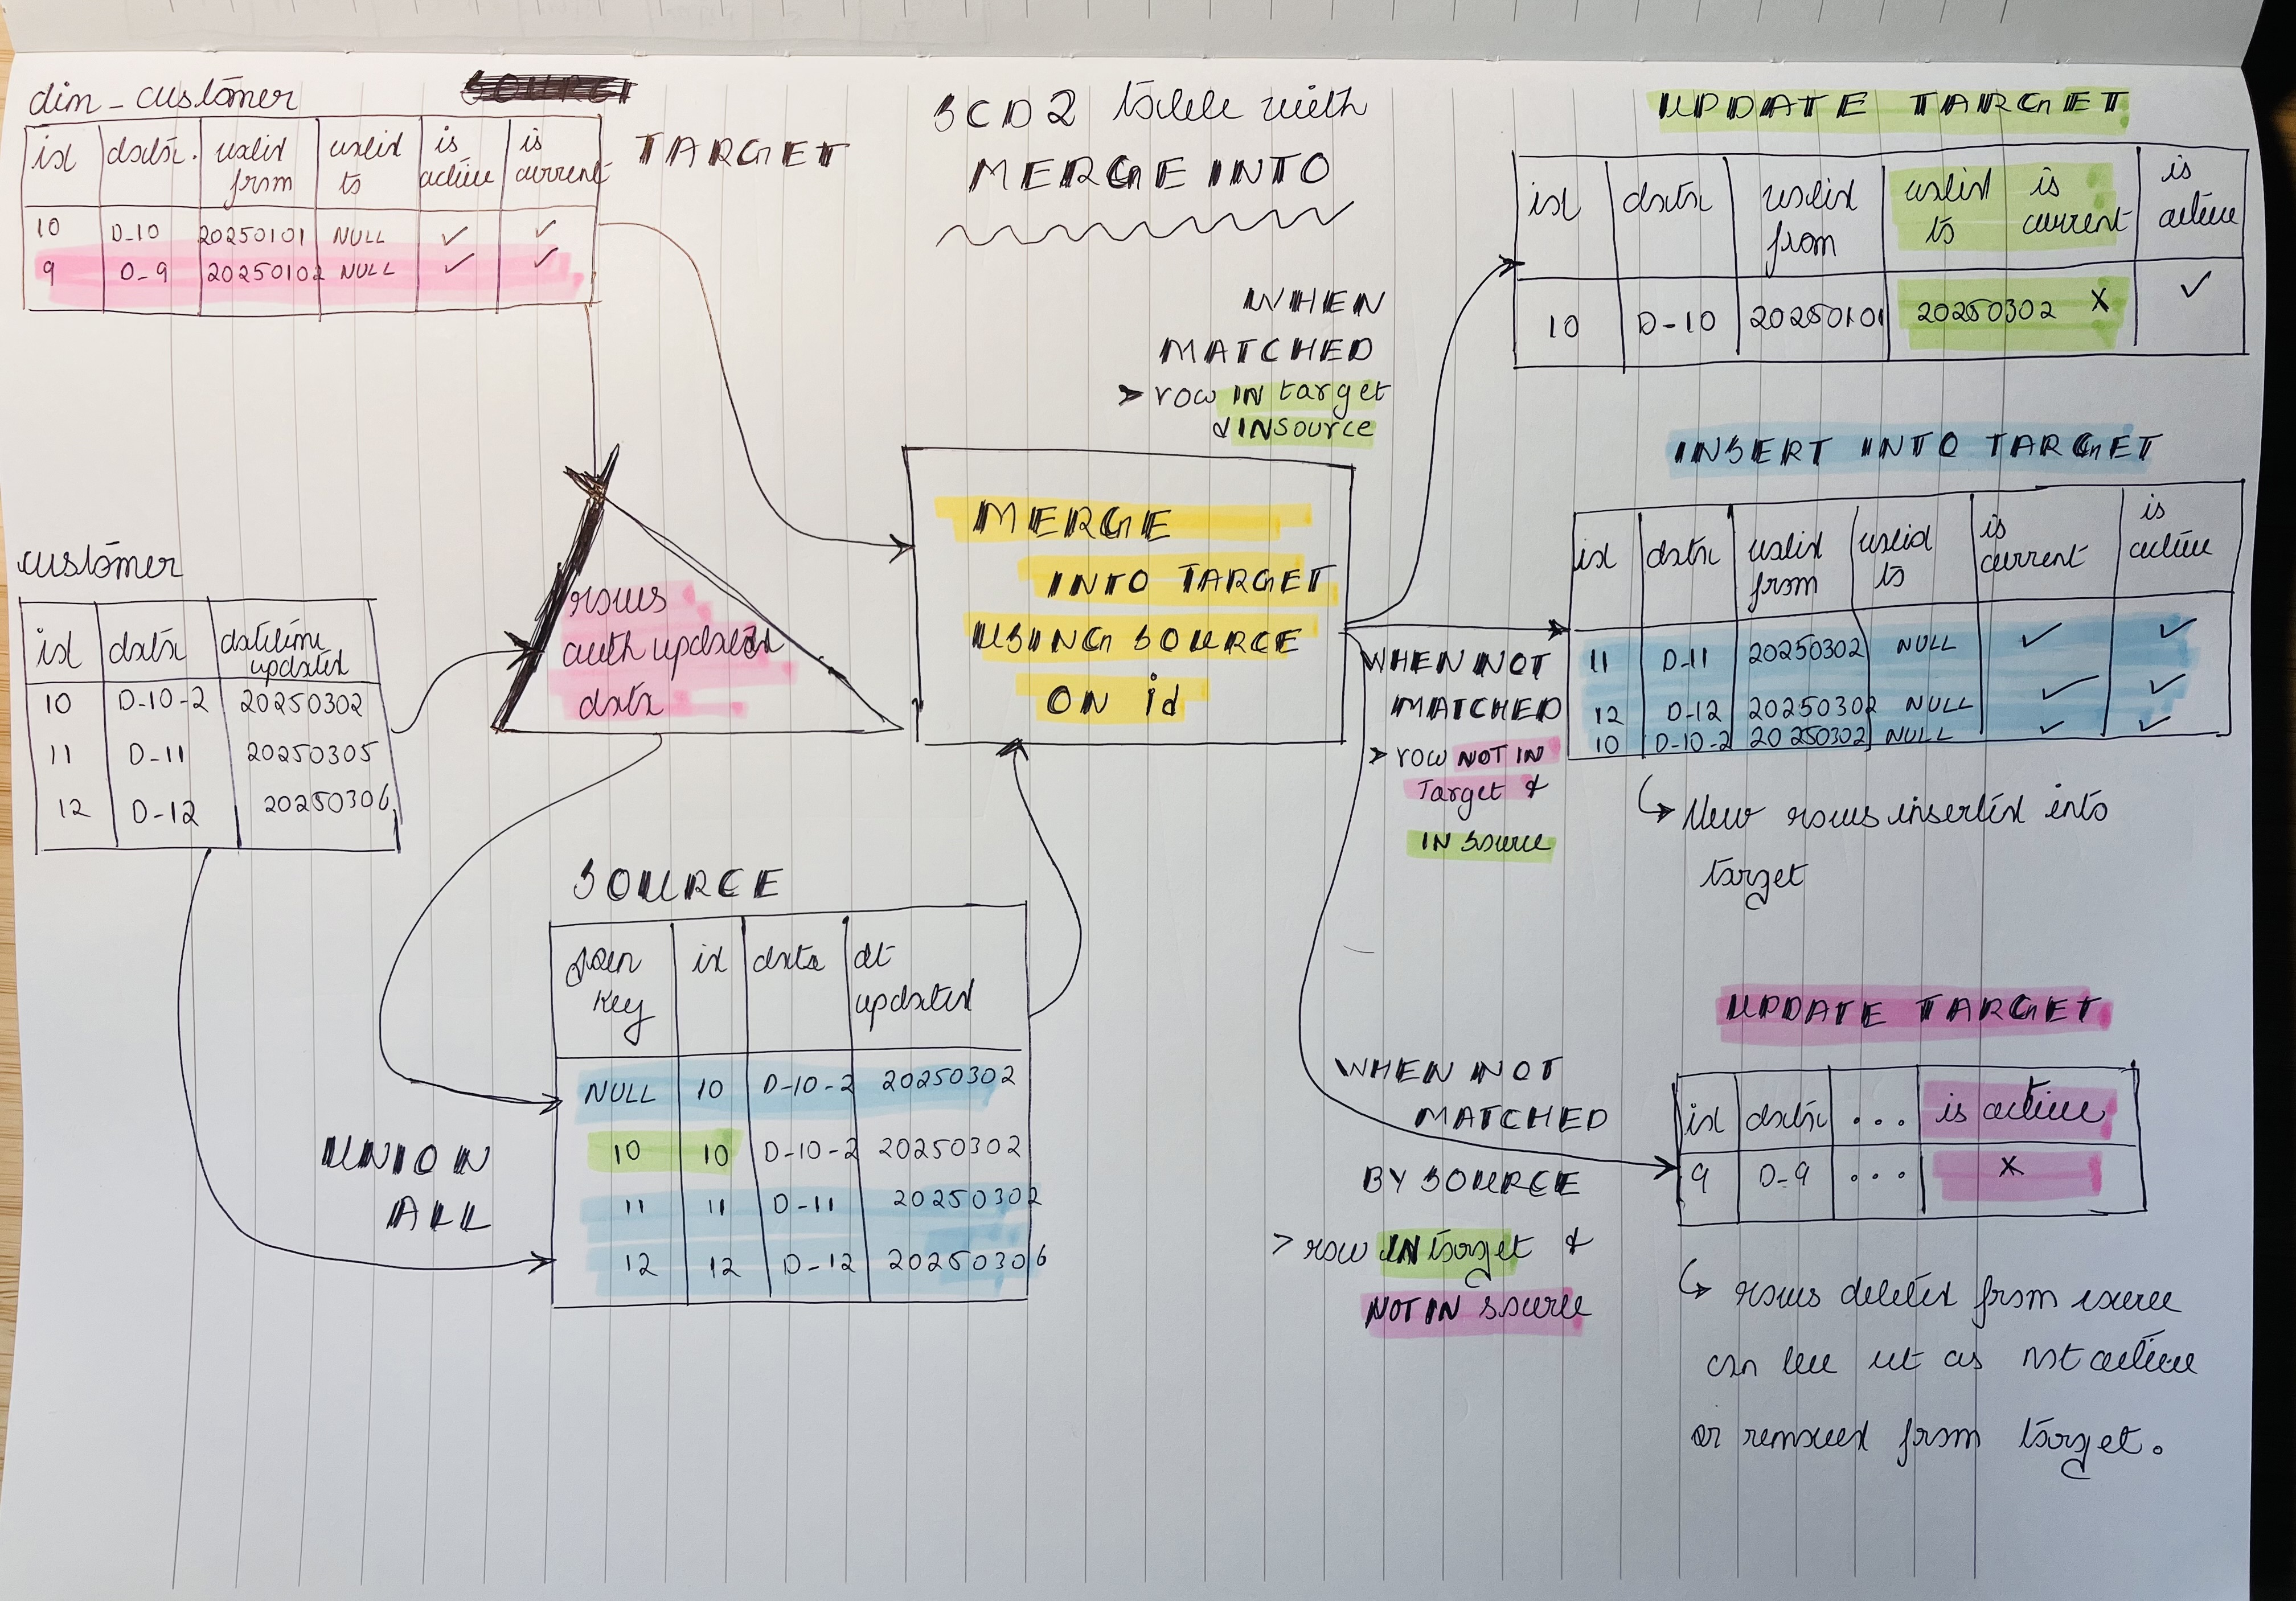 dim_customer
TARGET
id data valid from valid to is active is current
10 D-10 20250101 NULL ✓ ✓
9 D-9 20250102 NULL ✓ ✓
SCD2 table with
MERGE INTO
customer
id data datetime updated
10 D-10-2 20250302
11 D-11 20250305
12 D-12 20250306
rows
with updated
data
UNION
ALL
SOURCE
join key id data dt updated
NULL 10 D-10-2 20250302
10 10 D-10-2 20250302
11 11 D-11 20250302
12 12 D-12 20250306
MERGE
INTO TARGET
USING SOURCE
ON id
WHEN
MATCHED
> row IN target
& IN source
UPDATE TARGET
id data valid from valid to is current is active
10 D-10 20250101 20250302 X ✓
WHEN NOT
MATCHED
> row NOT IN
Target &
IN source
INSERT INTO TARGET
id data valid from valid to is current is active
11 D-11 20250302 NULL ✓ ✓
12 D-12 20250302 NULL ✓ ✓
10 D-10-2 20250302 NULL ✓ ✓
↳ New rows inserted into
target
WHEN NOT
MATCHED
BY SOURCE
> row IN target &
NOT IN source
UPDATE TARGET
id data ... is active
9 D-9 ... X
↳ rows deleted from source
can be set as not active
or removed from target.